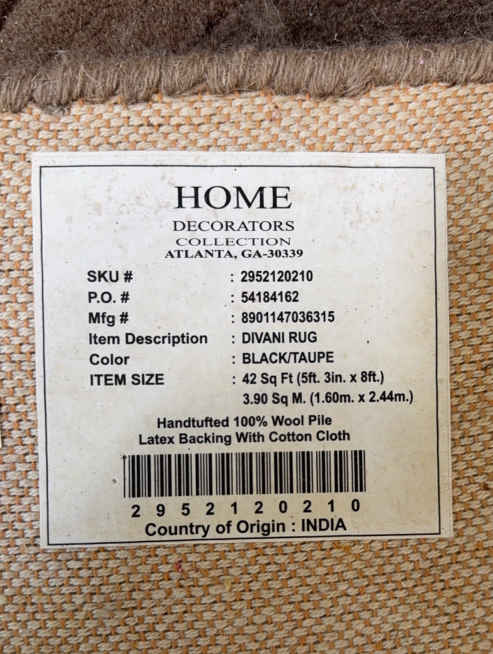 HOME
DECORATORS
COLLECTION
ATLANTA, GA-30339
SKU # : 2952120210
P.O. # : 54184162
Mfg # : 8901147036315
Item Description : DIVANI RUG
Color : BLACK/TAUPE
ITEM SIZE : 42 Sq Ft (5ft. 3in. x 8ft.)
3.90 Sq M. (1.60m. x 2.44m.)
Handtufted 100% Wool Pile
Latex Backing With Cotton Cloth
2 9 5 2 1 2 0 2 1 0
Country of Origin : INDIA